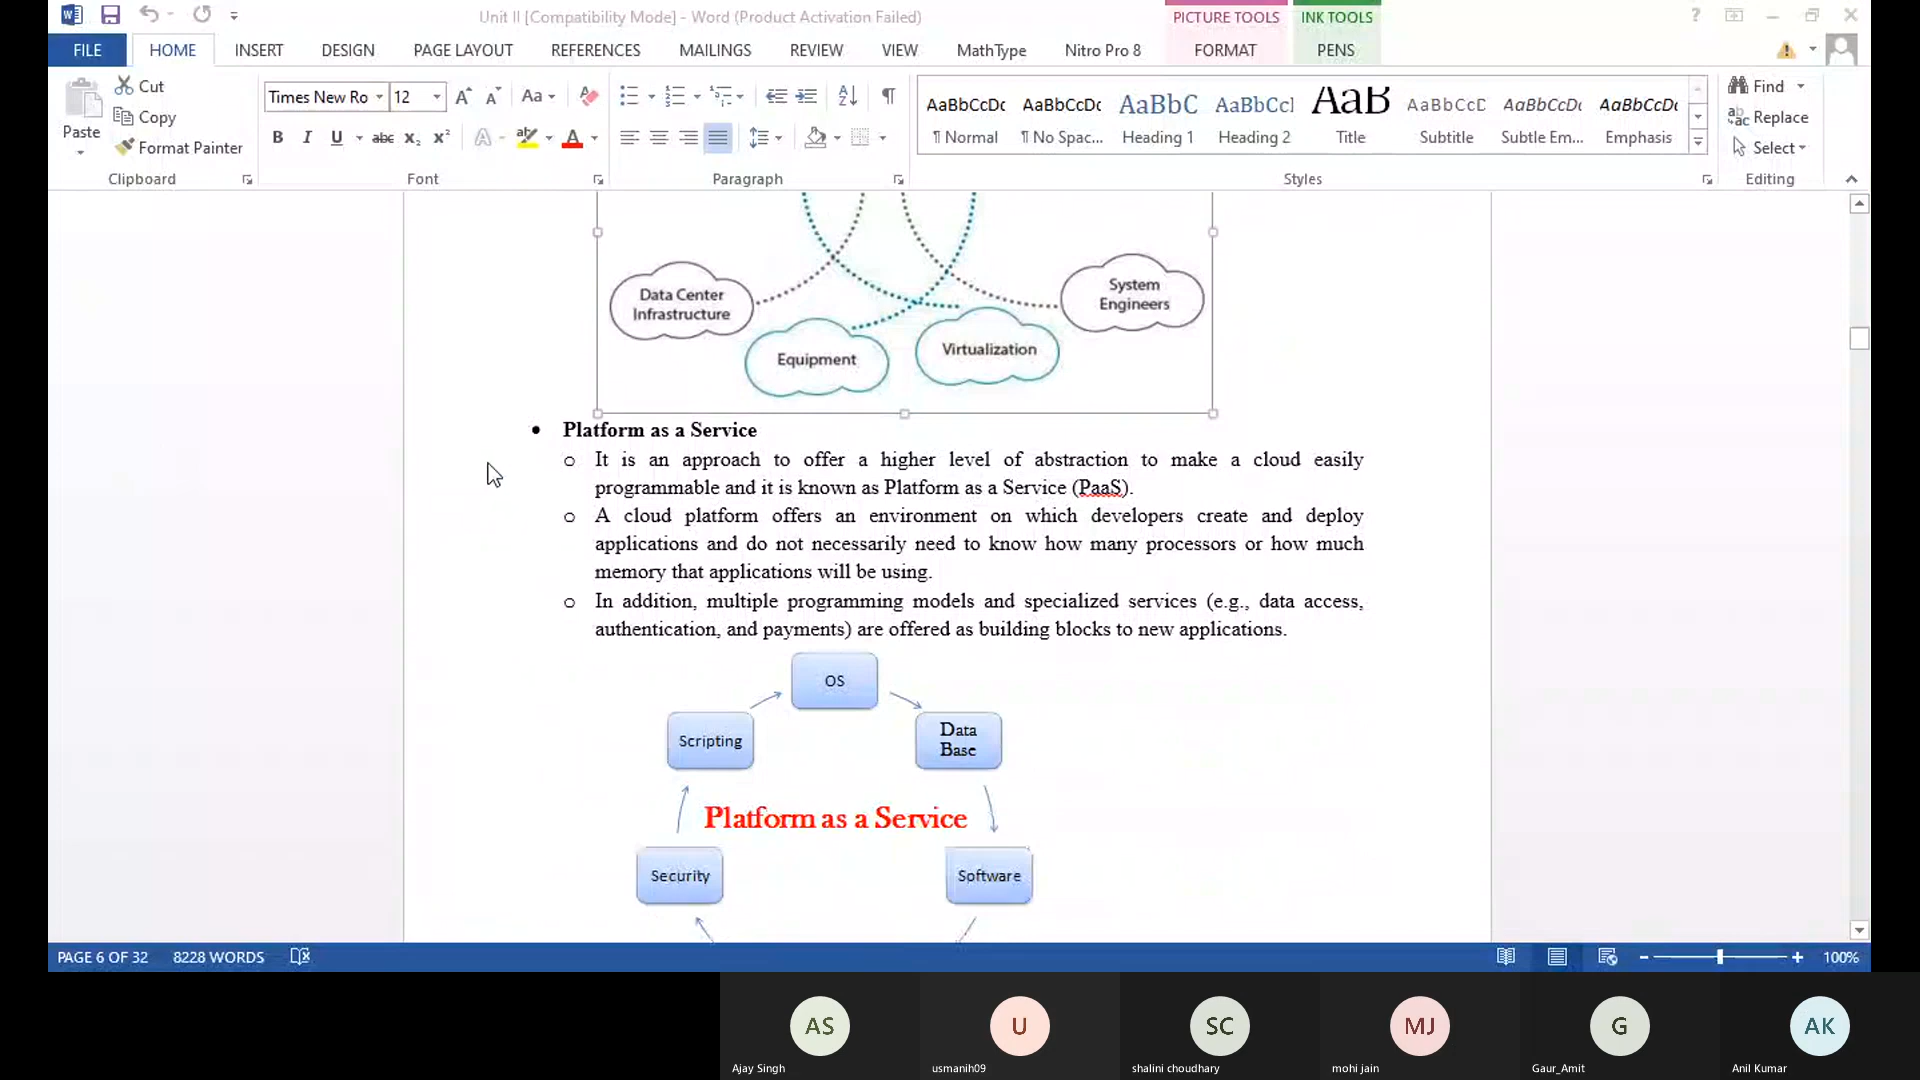 Unit II [Compatibility Mode] - Word (Product Activation Failed)
PICTURE TOOLS
INK TOOLS
FILE
HOME
INSERT
DESIGN
PAGE LAYOUT
REFERENCES
MAILINGS
REVIEW
VIEW
MathType
Nitro Pro 8
FORMAT
PENS
Paste
Cut
Copy
Format Painter
Clipboard
Times New Ro
12
Font
Paragraph
AaBbCcDc
¶ Normal
AaBbCcDc
¶ No Spac...
AaBbC
Heading 1
AaBbCcl
Heading 2
AaB
Title
AaBbCcD
Subtitle
AaBbCcDc
Subtle Em...
AaBbCcDc
Emphasis
Styles
Find
Replace
Select
Editing
Data Center
Infrastructure
Equipment
Virtualization
System
Engineers
• Platform as a Service
o It is an approach to offer a higher level of abstraction to make a cloud easily
programmable and it is known as Platform as a Service (PaaS).
o A cloud platform offers an environment on which developers create and deploy
applications and do not necessarily need to know how many processors or how much
memory that applications will be using.
o In addition, multiple programming models and specialized services (e.g., data access,
authentication, and payments) are offered as building blocks to new applications.
OS
Scripting
Data
Base
Platform as a Service
Security
Software
PAGE 6 OF 32
8228 WORDS
100%
AS
U
SC
MJ
G
AK
Ajay Singh
usmanih09
shalini choudhary
mohi jain
Gaur_Amit
Anil Kumar